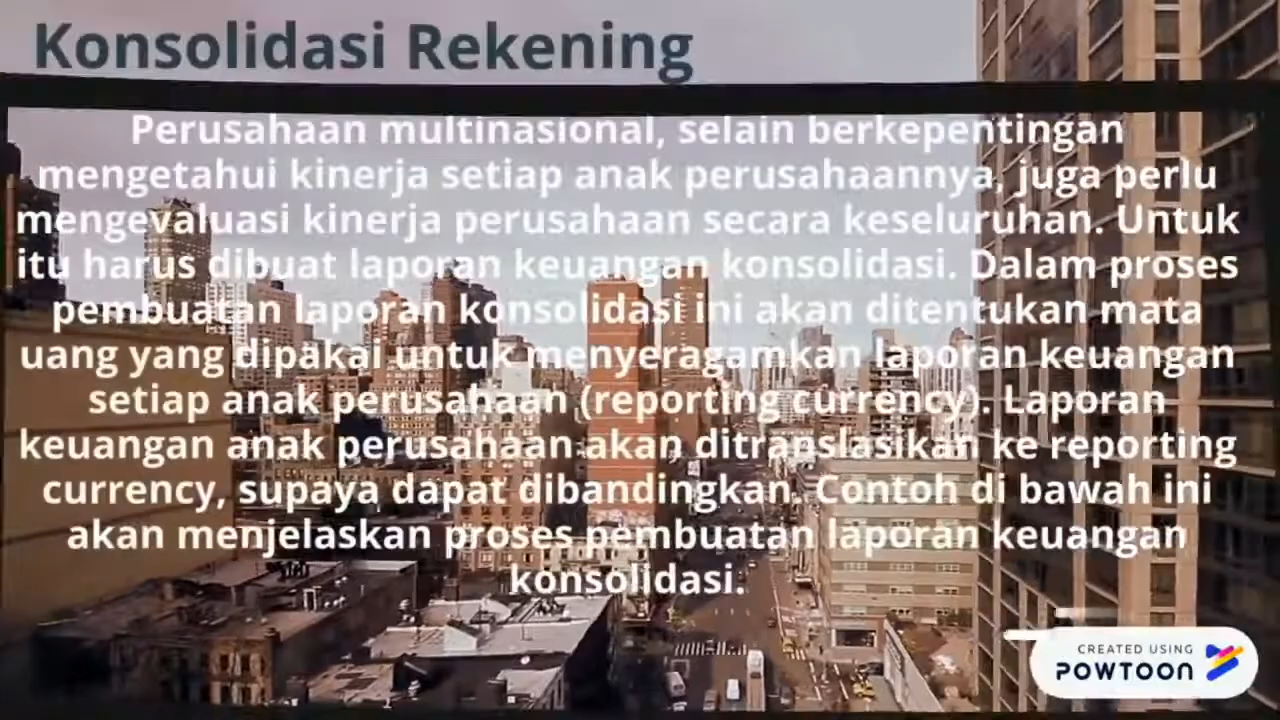 Konsolidasi Rekening
Perusahaan multinasional, selain berkepentingan
mengetahui kinerja setiap anak perusahaannya, juga perlu
mengevaluasi kinerja perusahaan secara keseluruhan. Untuk
itu harus dibuat laporan keuangan konsolidasi. Dalam proses
pembuatan laporan konsolidasi ini akan ditentukan mata
uang yang dipakai untuk menyeragamkan laporan keuangan
setiap anak perusahaan (reporting currency). Laporan
keuangan anak perusahaan akan ditranslasikan ke reporting
currency, supaya dapat dibandingkan. Contoh di bawah ini
akan menjelaskan proses pembuatan laporan keuangan
konsolidasi.
CREATED USING
POWTOON